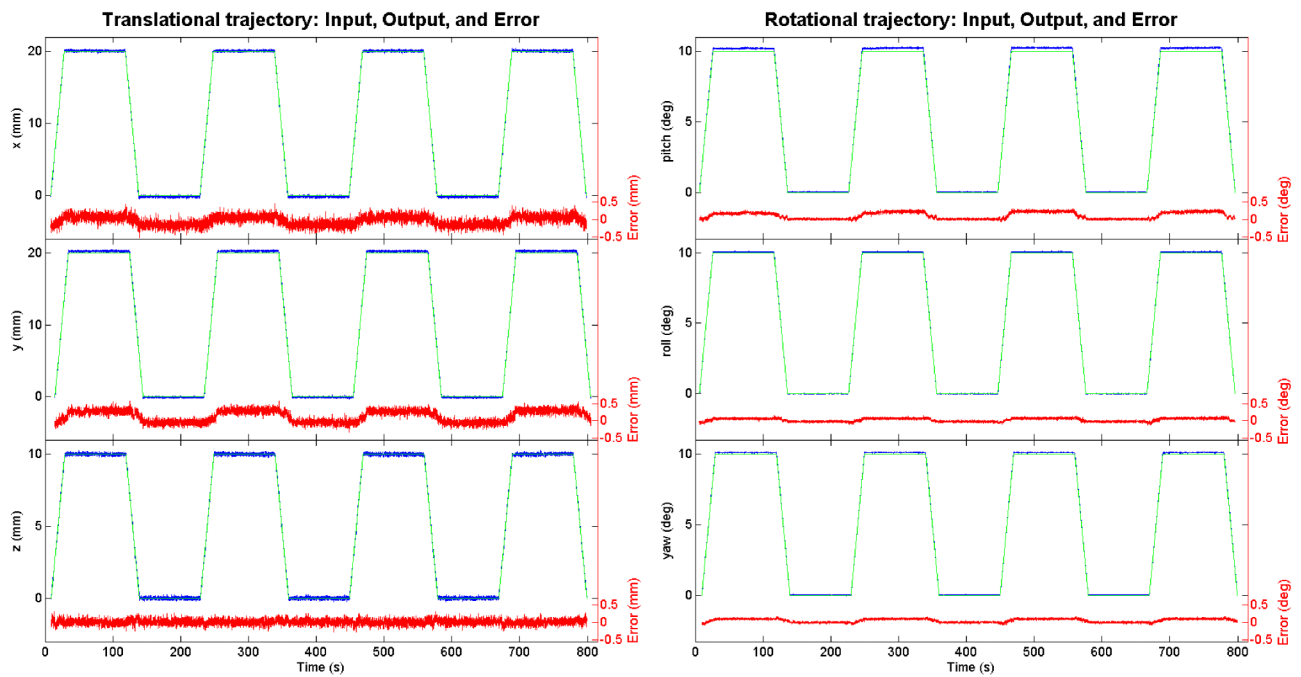 Translational trajectory: Input, Output, and Error
20
10
0
x (mm)
0.5
0
-0.5
Error (mm)
20
10
0
y (mm)
0.5
0
-0.5
Error (mm)
10
5
0
z (mm)
0.5
0
-0.5
Error (mm)
0 100 200 300 400 500 600 700 800
Time (s)
Rotational trajectory: Input, Output, and Error
10
5
0
pitch (deg)
0.5
0
-0.5
Error (deg)
10
5
0
roll (deg)
0.5
0
-0.5
Error (deg)
10
5
0
yaw (deg)
0.5
0
-0.5
Error (deg)
0 100 200 300 400 500 600 700 800
Time (s)